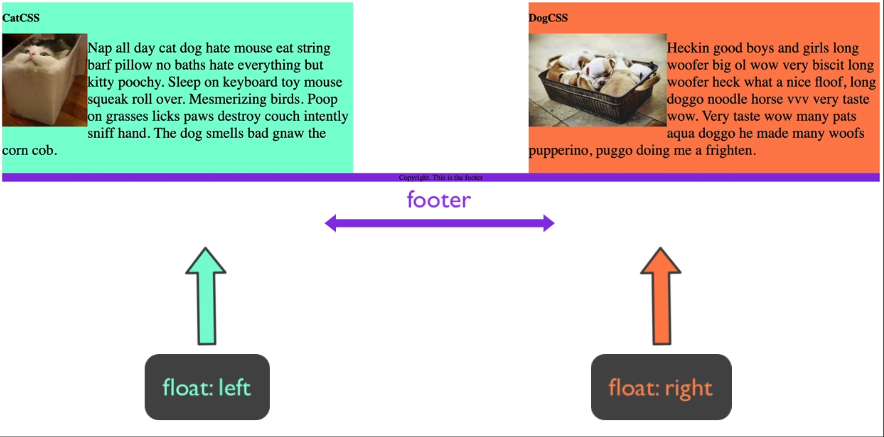 CatCSS
Nap all day cat dog hate mouse eat string
barf pillow no baths hate everything but
kitty poochy. Sleep on keyboard toy mouse
squeak roll over. Mesmerizing birds. Poop
on grasses licks paws destroy couch intently
sniff hand. The dog smells bad gnaw the
corn cob.
DogCSS
Heckin good boys and girls long
woofer big ol wow very biscit long
woofer heck what a nice floof, long
doggo noodle horse vvv very taste
wow. Very taste wow many pats
aqua doggo he made many woofs
pupperino, puggo doing me a frighten.
Copyright. This is the footer
footer
float: left
float: right